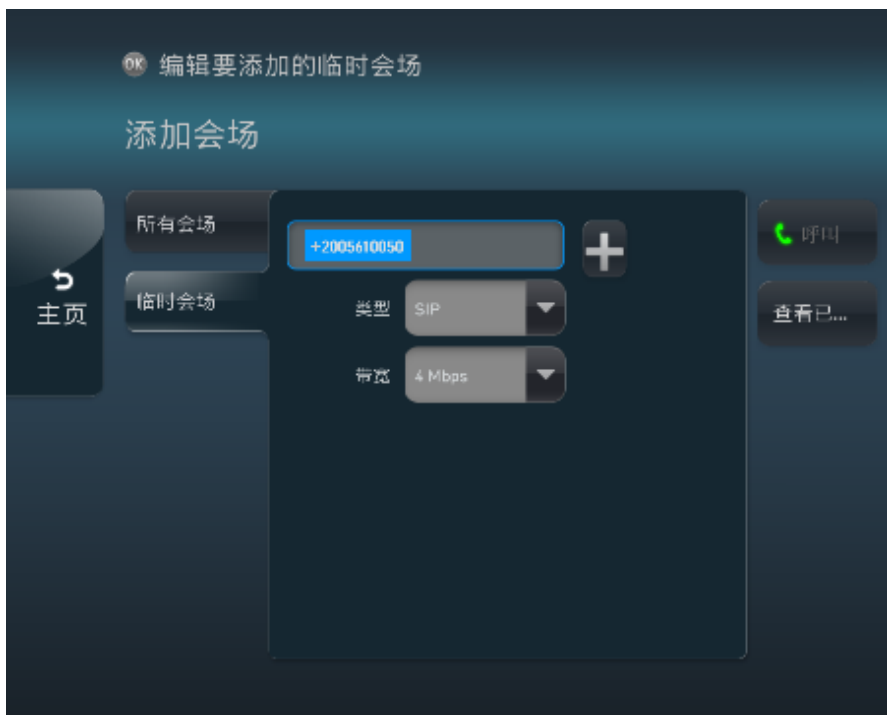 OK 编辑要添加的临时会场
添加会场
所有会场
+2005610050
呼叫
主页
临时会场
类型 SIP
查看已...
带宽 4 Mbps